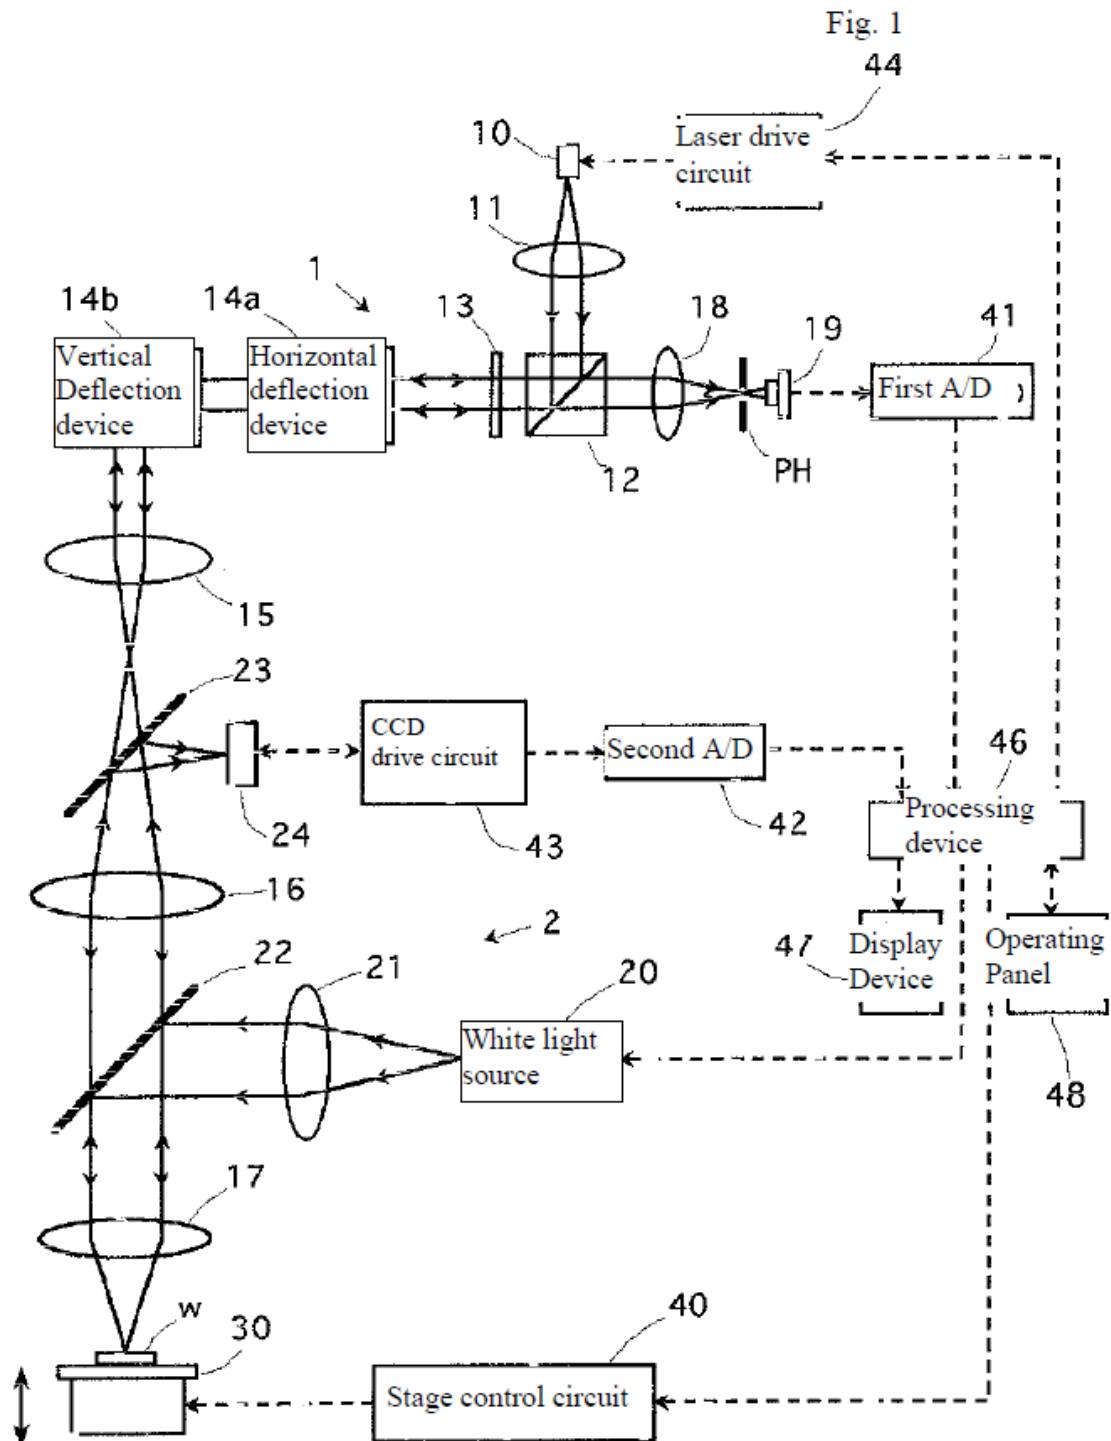 Fig. 1
44
Laser drive
circuit
10
11
1
14b
14a
13
18
19
41
Vertical
Deflection
device
Horizontal
deflection
device
First A/D
12
PH
15
23
CCD
drive circuit
Second A/D
46
24
43
42
Processing
device
16
2
47
Display
Device
Operating
Panel
22
21
20
White light
source
48
17
W
30
40
Stage control circuit